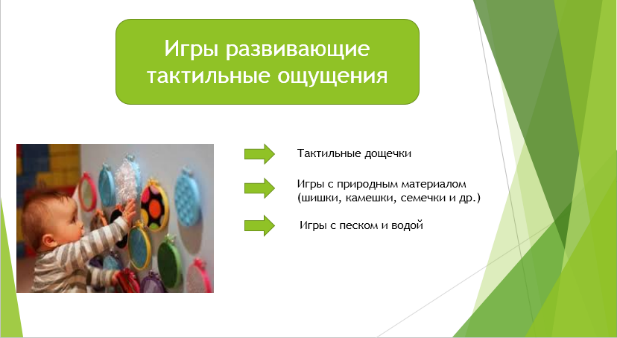 Игры развивающие
тактильные ощущения
Тактильные дощечки
Игры с природным материалом
(шишки, камешки, семечки и др.)
Игры с песком и водой